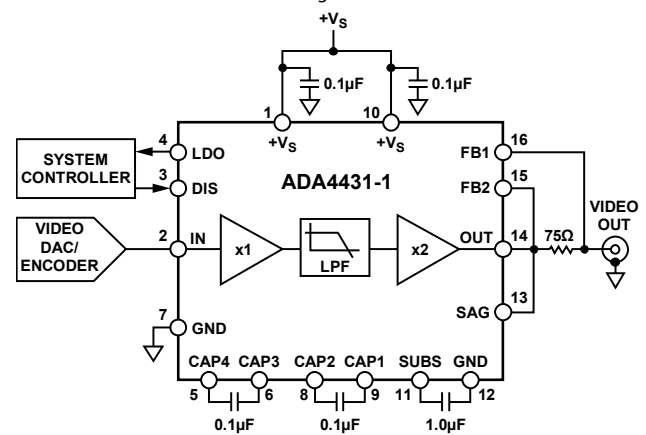 +VS
0.1µF
0.1µF
1
10
+VS
+VS
4
LDO
SYSTEM
CONTROLLER
3
DIS
ADA4431-1
FB1
16
FB2
15
VIDEO
DAC/
ENCODER
2
IN
x1
LPF
x2
OUT
14
75Ω
VIDEO
OUT
SAG
13
7
GND
CAP4
CAP3
CAP2
CAP1
SUBS
GND
5
6
8
9
11
12
0.1µF
0.1µF
1.0µF